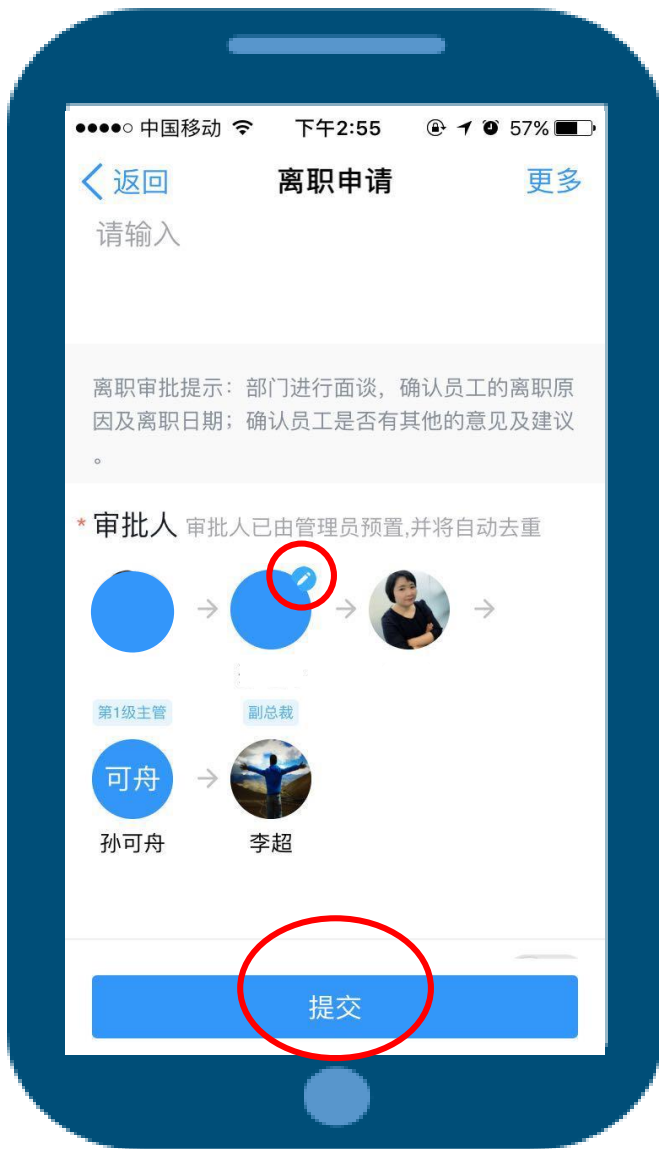 中国移动 下午2:55 57%
返回 离职申请 更多
请输入
离职审批提示：部门进行面谈，确认员工的离职原
因及离职日期；确认员工是否有其他的意见及建议
。
* 审批人 审批人已由管理员预置,并将自动去重
第1级主管 副总裁
可舟
孙可舟 李超
提交